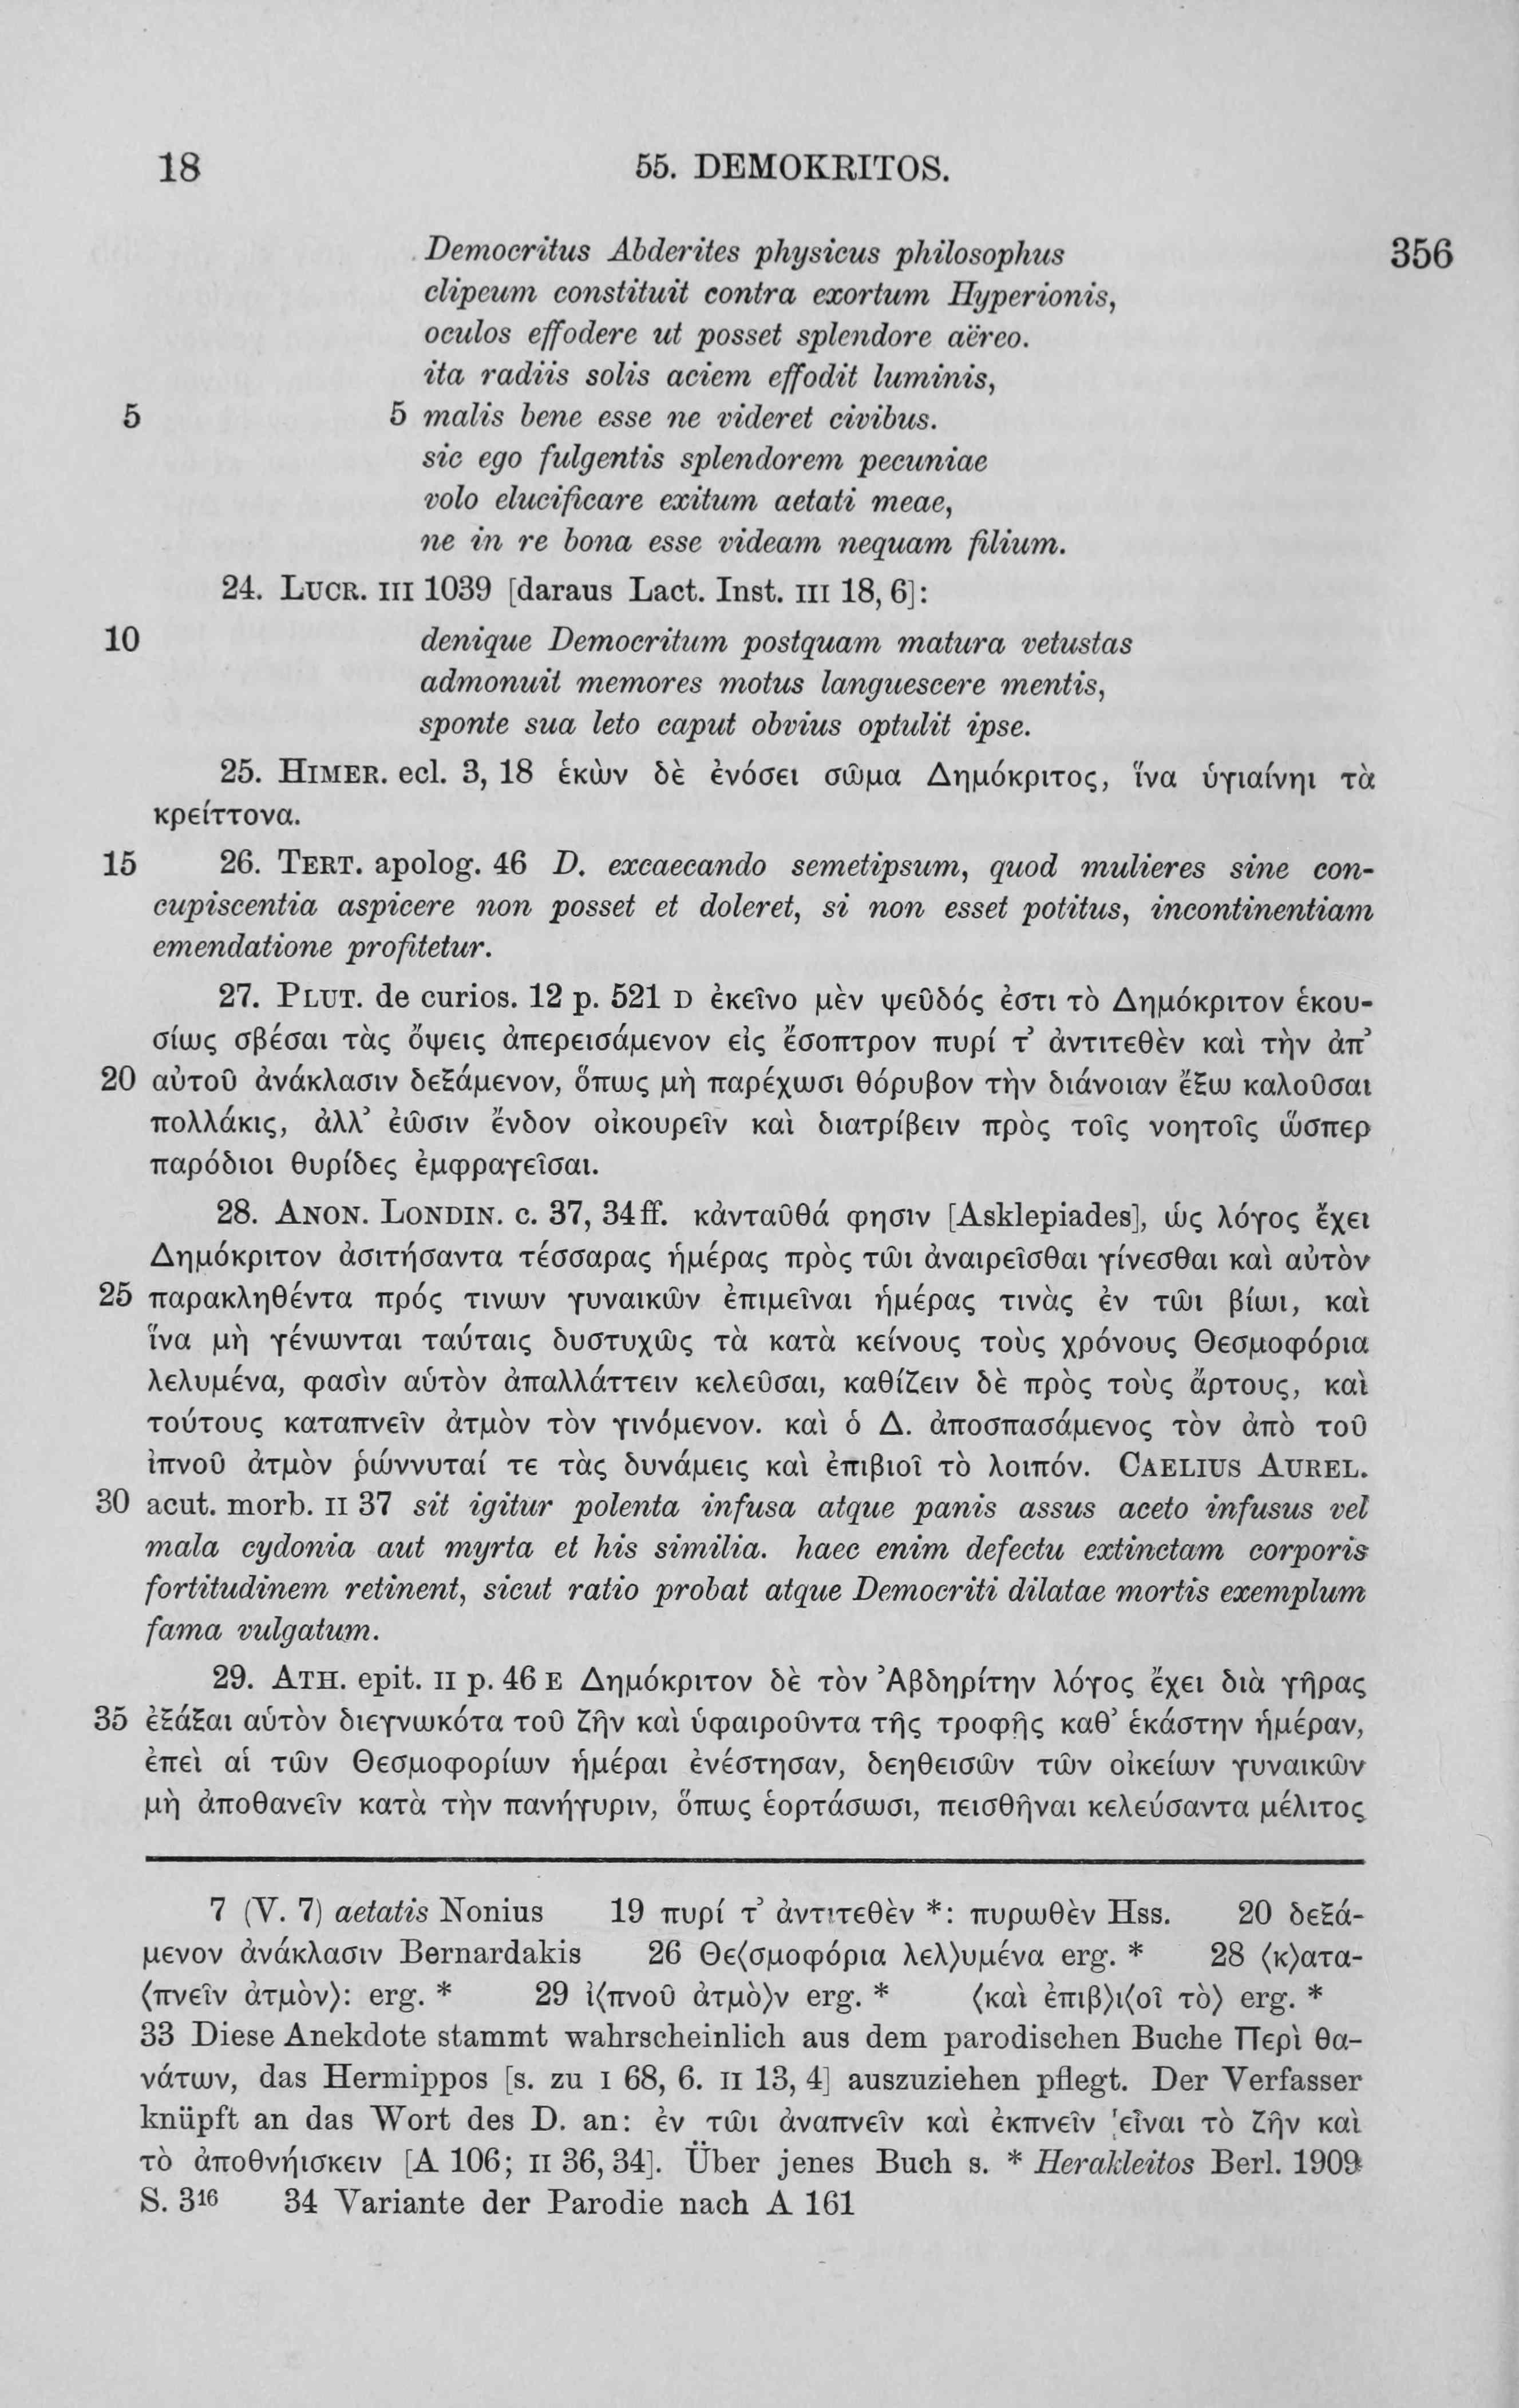 18 55. DEMOKRITOS.
Democritus Abderites physicus philosophus 356
clipeum constituit contra exortum Hyperionis,
oculos effodere ut posset splendore aëreo.
ita radiis solis aciem effodit luminis,
5 5 malis bene esse ne videret civibus.
sic ego fulgentis splendorem pecuniae
volo elucificare exitum aetati meae,
ne in re bona esse videam nequam filium.
24. LUCR. III 1039 [daraus Lact. Inst. III 18, 6]:
10 denique Democritum postquam matura vetustas
admonuit memores motus languescere mentis,
sponte sua leto caput obvius optulit ipse.
25. HIMER. ecl. 3, 18 ἑκὼν δὲ ἐνόσει σῶμα Δημόκριτος, ἵνα ὑγιαίνηι τὰ
κρείττονα.
15 26. TERT. apolog. 46 D. excaecando semetipsum, quod mulieres sine con-
cupiscentia aspicere non posset et doleret, si non esset potitus, incontinentiam
emendatione profitetur.
27. PLUT. de curios. 12 p. 521 D ἐκεῖνο μὲν ψεῦδός ἐστι τὸ Δημόκριτον ἑκου-
σίως σβέσαι τὰς ὄψεις ἀπερεισάμενον εἰς ἔσοπτρον πυρί τ’ ἀντιτεθὲν καὶ τὴν ἀπ’
20 αὐτοῦ ἀνάκλασιν δεξάμενον, ὅπως μὴ παρέχωσι θόρυβον τὴν διάνοιαν ἔξω καλοῦσαι
πολλάκις, ἀλλ’ ἐῶσιν ἔνδον οἰκουρεῖν καὶ διατρίβειν πρὸς τοῖς νοητοῖς ὥσπερ
παρόδιοι θυρίδες ἐμφραγεῖσαι.
28. ANON. LONDIN. c. 37, 34 ff. κἀνταῦθά φησιν [Asklepiades], ὡς λόγος ἔχει
Δημόκριτον ἀσιτήσαντα τέσσαρας ἡμέρας πρὸς τῶι ἀναιρεῖσθαι γίνεσθαι καὶ αὐτὸν
25 παρακληθέντα πρός τινων γυναικῶν ἐπιμεῖναι ἡμέρας τινὰς ἐν τῶι βίωι, καὶ
ἵνα μὴ γένωνται ταύταις δυστυχῶς τὰ κατὰ κείνους τοὺς χρόνους Θεσμοφόρια
λελυμένα, φασὶν αὑτὸν ἀπαλλάττειν κελεῦσαι, καθίζειν δὲ πρὸς τοὺς ἄρτους, καὶ
τούτους καταπνεῖν ἀτμὸν τὸν γινόμενον. καὶ ὁ Δ. ἀποσπασάμενος τὸν ἀπὸ τοῦ
ἰπνοῦ ἀτμὸν ῥώννυταί τε τὰς δυνάμεις καὶ ἐπιβιοῖ τὸ λοιπόν. CAELIUS AUREL.
30 acut. morb. II 37 sit igitur polenta infusa atque panis assus aceto infusus vel
mala cydonia aut myrta et his similia. haec enim defectu extinctam corporis
fortitudinem retinent, sicut ratio probat atque Democriti dilatae mortis exemplum
fama vulgatum.
29. ATH. epit. II p. 46 E Δημόκριτον δὲ τὸν Ἀβδηρίτην λόγος ἔχει διὰ γῆρας
35 ἐξάξαι αὑτὸν διεγνωκότα τοῦ ζῆν καὶ ὑφαιροῦντα τῆς τροφῆς καθ’ ἑκάστην ἡμέραν,
ἐπεὶ αἱ τῶν Θεσμοφορίων ἡμέραι ἐνέστησαν, δεηθεισῶν τῶν οἰκείων γυναικῶν
μὴ ἀποθανεῖν κατὰ τὴν πανήγυριν, ὅπως ἑορτάσωσι, πεισθῆναι κελεύσαντα μέλιτος
7 (V. 7) aetatis Nonius 19 πυρί τ’ ἀντιτεθὲν *: πυρωθὲν Hss. 20 δεξά-
μενον ἀνάκλασιν Bernardakis 26 Θε⟨σμοφόρια λελ⟩υμένα erg. * 28 ⟨κ⟩ατα-
⟨πνεῖν ἀτμὸν⟩: erg. * 29 ἰ⟨πνοῦ ἀτμὸ⟩ν erg. * ⟨καὶ ἐπιβ⟩ι⟨οῖ τὸ⟩ erg. *
33 Diese Anekdote stammt wahrscheinlich aus dem parodischen Buche Περὶ θα-
νάτων, das Hermippos [s. zu I 68, 6. II 13, 4] auszuziehen pflegt. Der Verfasser
knüpft an das Wort des D. an: ἐν τῶι ἀναπνεῖν καὶ ἐκπνεῖν εἶναι τὸ ζῆν καὶ
τὸ ἀποθνήισκειν [A 106; II 36, 34]. Über jenes Buch s. * Herakleitos Berl. 1909
S. 3¹⁶ 34 Variante der Parodie nach A 161